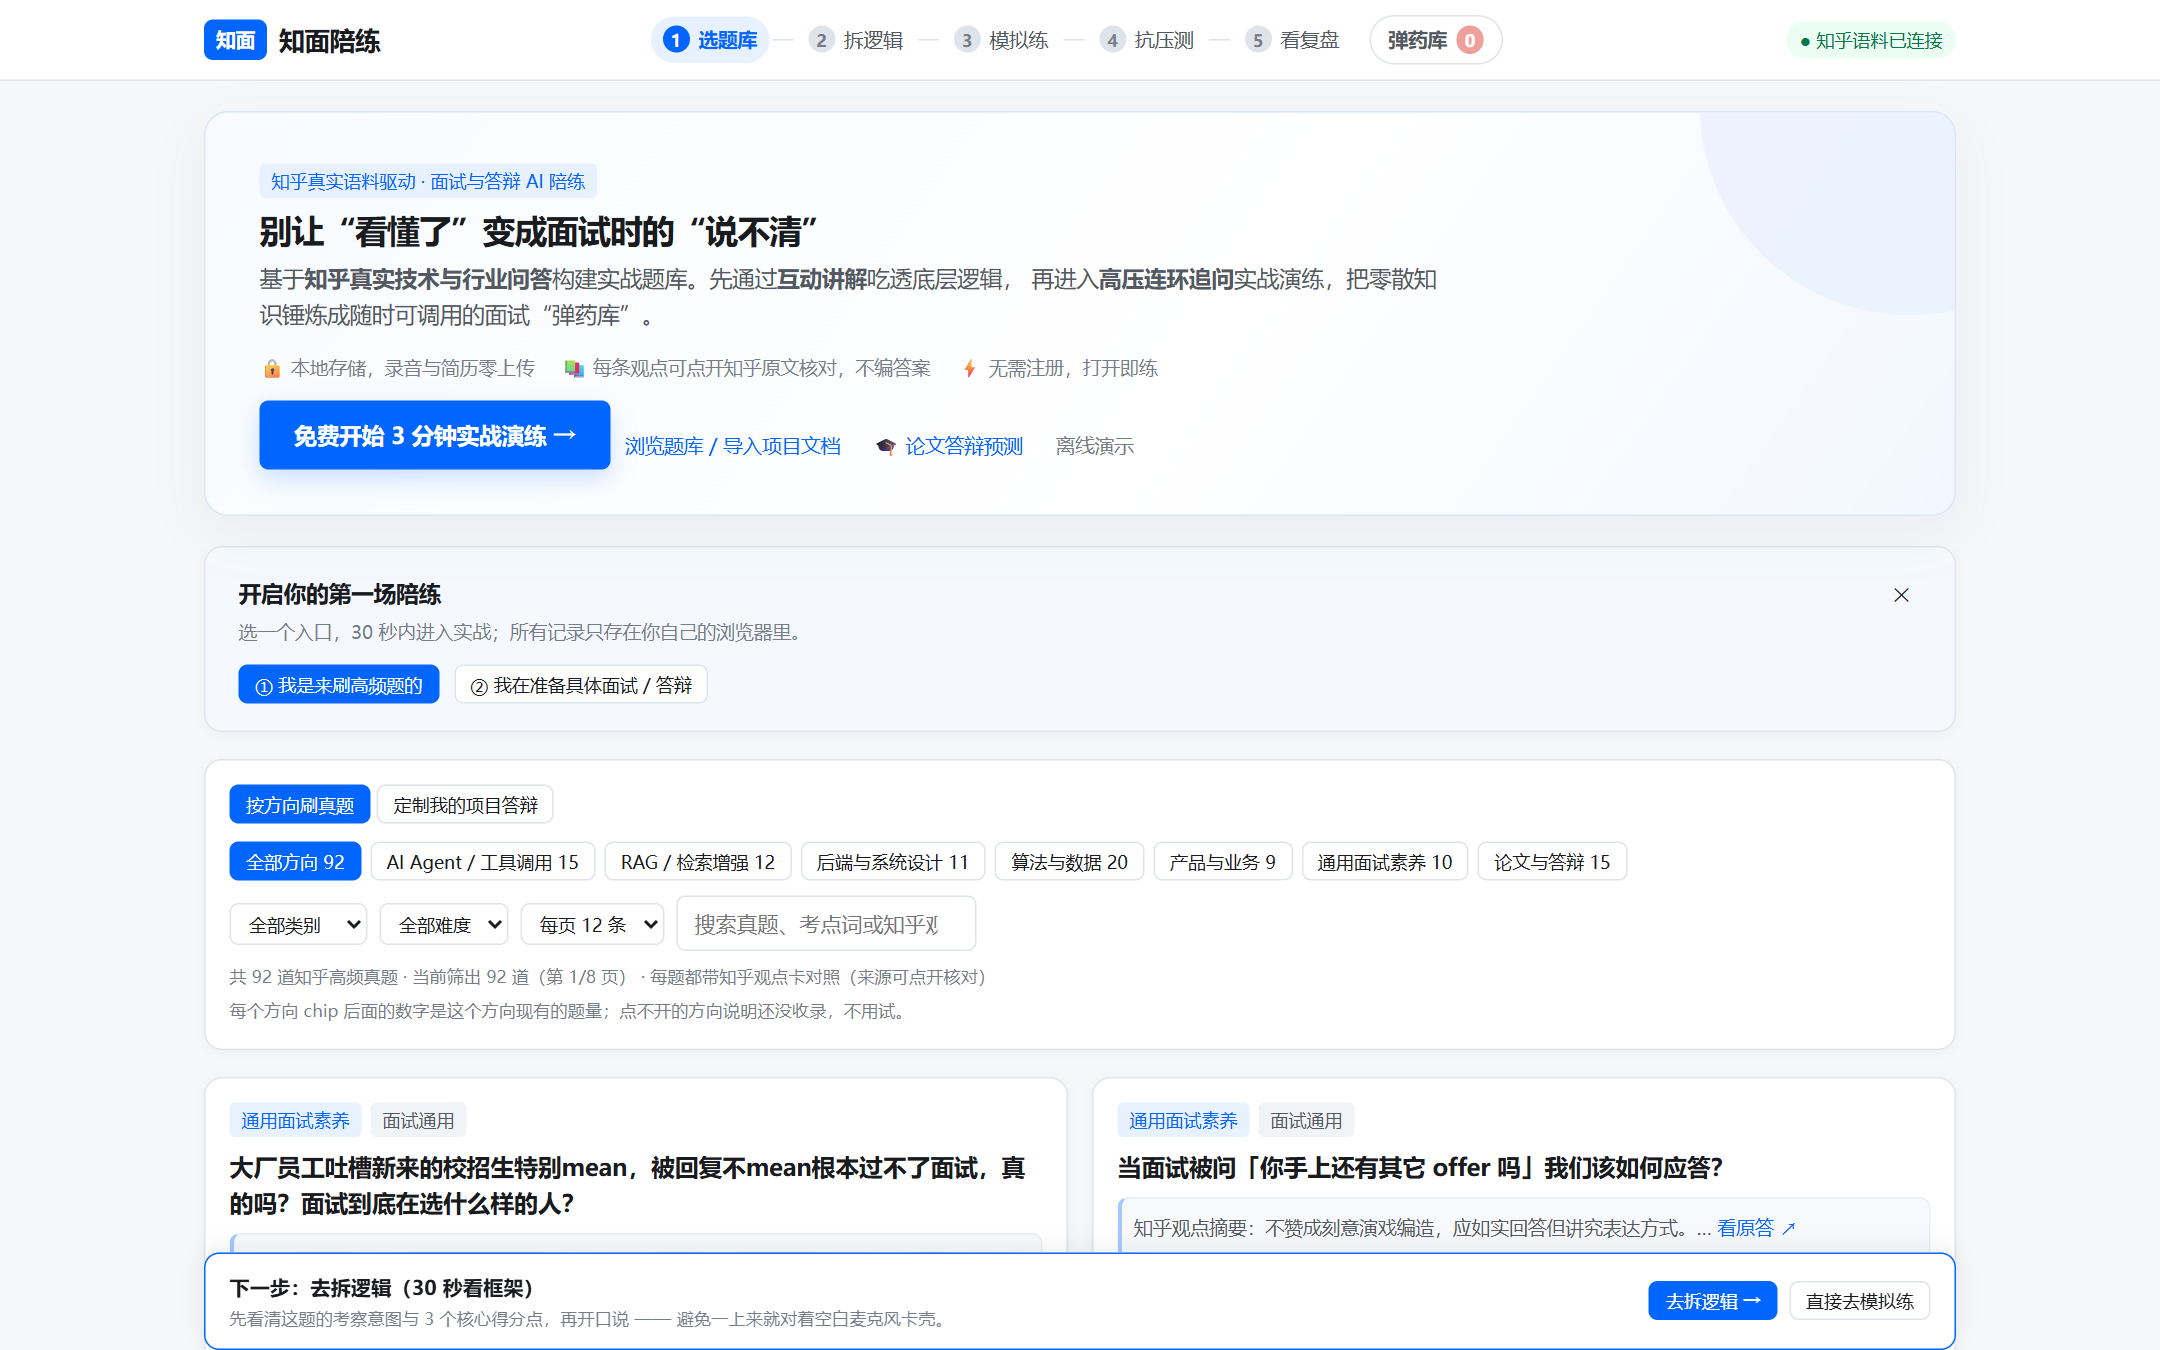 知面 知面陪练
1 选题库 2 拆逻辑 3 模拟练 4 抗压测 5 看复盘 弹药库 0
● 知乎语料已连接
知乎真实语料驱动 · 面试与答辩 AI 陪练
别让“看懂了”变成面试时的“说不清”
基于知乎真实技术与行业问答构建实战题库。先通过互动讲解吃透底层逻辑， 再进入高压连环追问实战演练，把零散知
识锤炼成随时可调用的面试“弹药库”。
本地存储，录音与简历零上传 每条观点可点开知乎原文核对，不编答案 无需注册，打开即练
免费开始 3 分钟实战演练 → 浏览题库 / 导入项目文档 论文答辩预测 离线演示
开启你的第一场陪练
选一个入口，30 秒内进入实战；所有记录只存在你自己的浏览器里。
① 我是来刷高频题的 ② 我在准备具体面试 / 答辩
按方向刷真题 定制我的项目答辩
全部方向 92 AI Agent / 工具调用 15 RAG / 检索增强 12 后端与系统设计 11 算法与数据 20 产品与业务 9 通用面试素养 10 论文与答辩 15
全部类别 全部难度 每页 12 条 搜索真题、考点词或知乎观
共 92 道知乎高频真题 · 当前筛出 92 道（第 1/8 页） · 每题都带知乎观点卡对照（来源可点开核对）
每个方向 chip 后面的数字是这个方向现有的题量；点不开的方向说明还没收录，不用试。
通用面试素养 面试通用
大厂员工吐槽新来的校招生特别mean，被回复不mean根本过不了面试，真
的吗？面试到底在选什么样的人？
通用面试素养 面试通用
当面试被问「你手上还有其它 offer 吗」我们该如何应答？
知乎观点摘要：不赞成刻意演戏编造，应如实回答但讲究表达方式。... 看原答 ↗
下一步：去拆逻辑（30 秒看框架）
先看清这题的考察意图与 3 个核心得分点，再开口说 —— 避免一上来就对着空白麦克风卡壳。
去拆逻辑 → 直接去模拟练